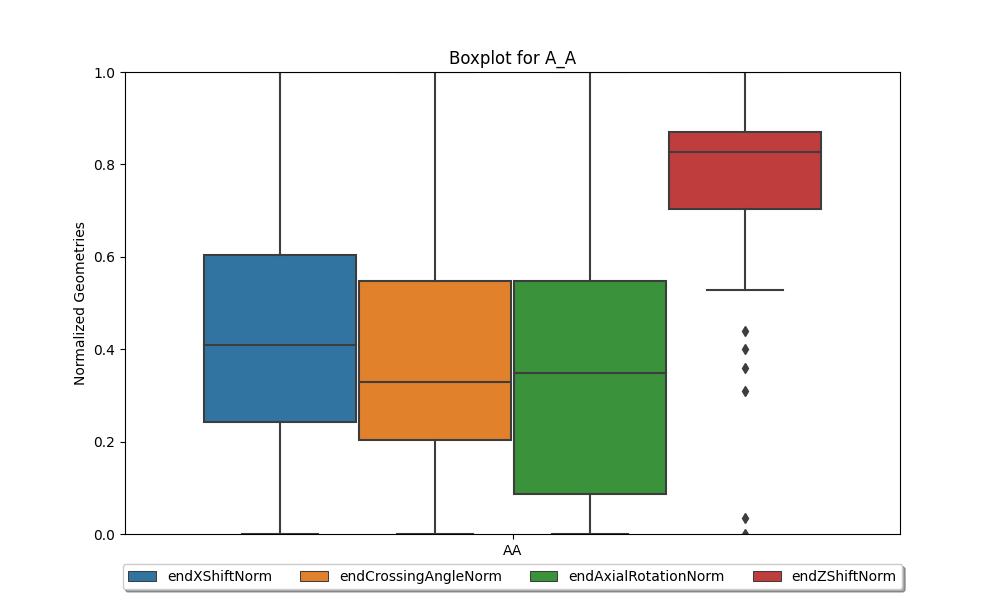 Boxplot for A_A
1.0
0.8
0.6
0.4
0.2
0.0
Normalized Geometries
AA
endXShiftNorm endCrossingAngleNorm endAxialRotationNorm endZShiftNorm